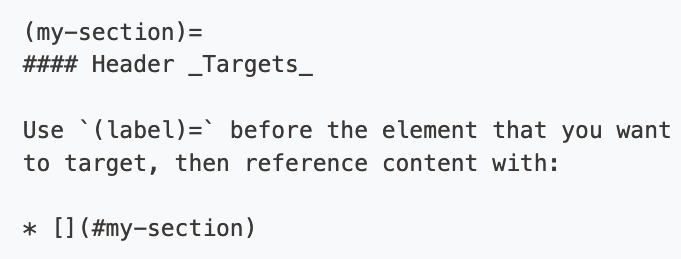 (my-section)=
#### Header _Targets_
Use `(label)=` before the element that you want
to target, then reference content with:
* [](#my-section)